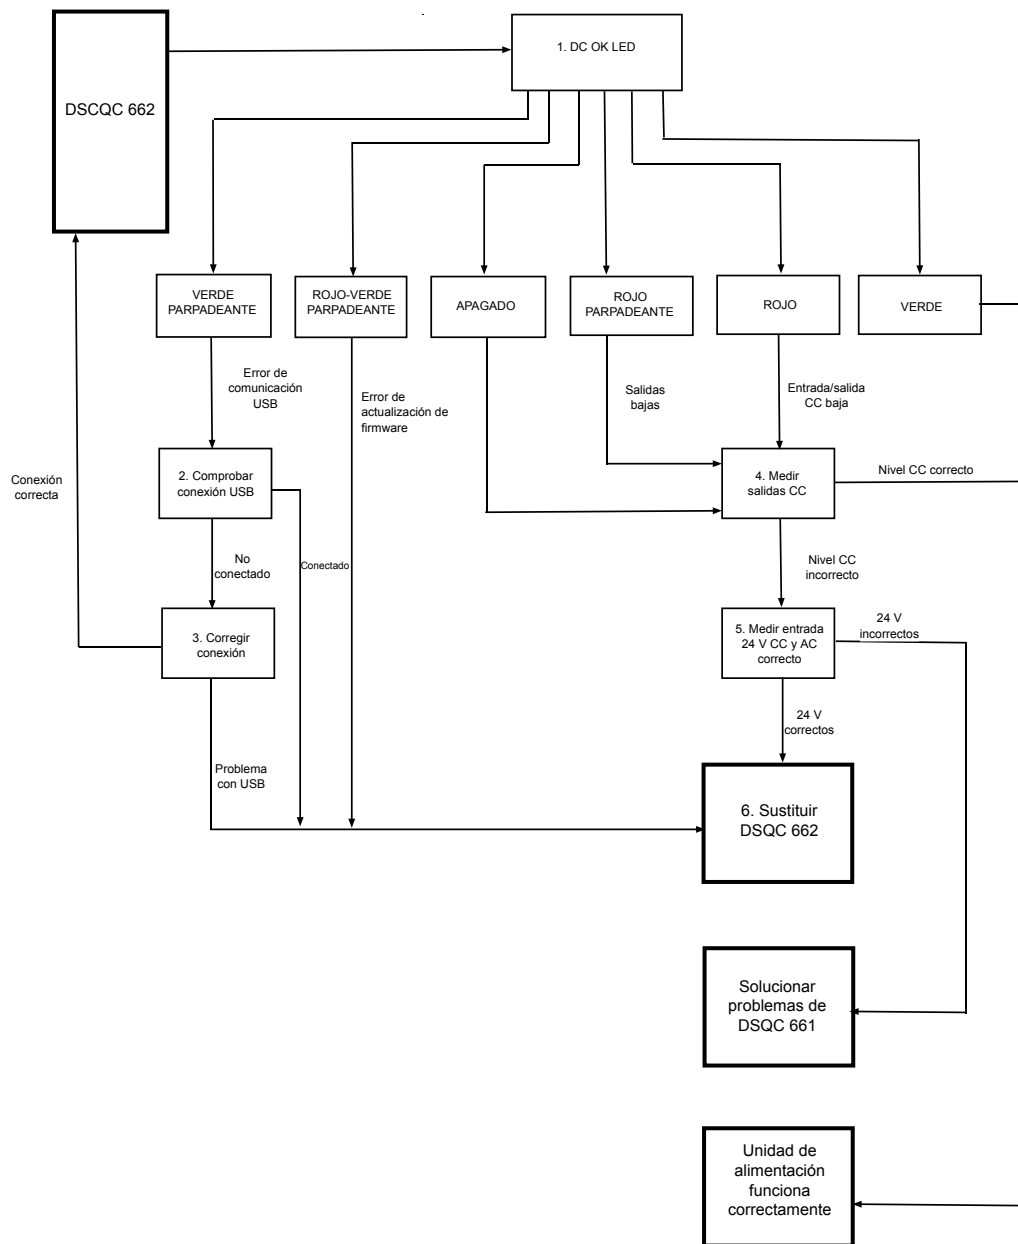 1. DC OK LED
DSCQC 662
VERDE
PARPADEANTE
ROJO-VERDE
PARPADEANTE
APAGADO
ROJO
PARPADEANTE
ROJO
VERDE
Error de
comunicación
USB
Error de
actualización de
firmware
Salidas
bajas
Entrada/salida
CC baja
Conexión
correcta
2. Comprobar
conexión USB
4. Medir
salidas CC
Nivel CC correcto
No
conectado
Conectado
Nivel CC
incorrecto
3. Corregir
conexión
5. Medir entrada
24 V CC y AC
correcto
24 V
incorrectos
24 V
correctos
Problema
con USB
6. Sustituir
DSQC 662
Solucionar
problemas de
DSQC 661
Unidad de
alimentación
funciona
correctamente